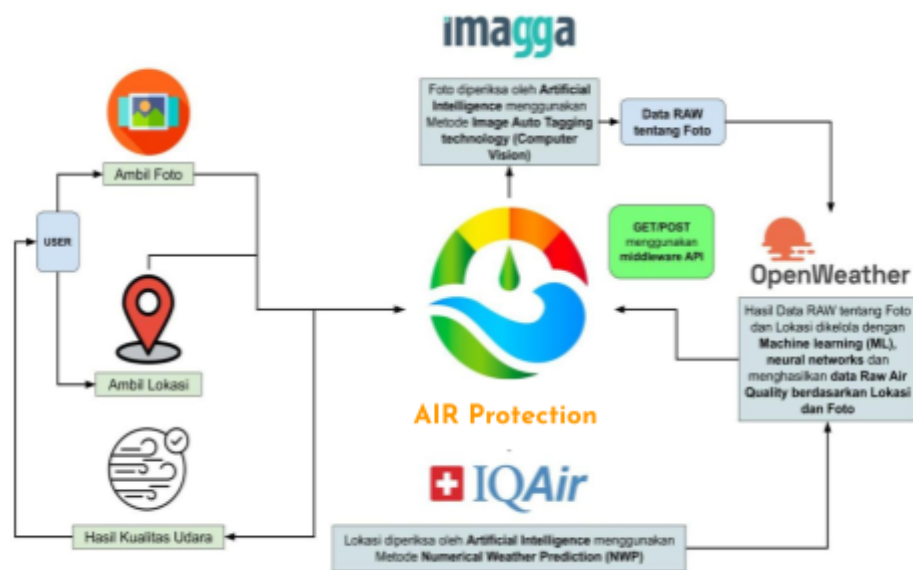 imagga
Foto diperiksa oleh Artificial
Intelligence menggunakan
Metode Image Auto Tagging
technology (Computer
Vision)
Data RAW
tentang Foto
Ambil Foto
USER
GET/POST
menggunakan
middleware API
OpenWeather
Hasil Data RAW tentang Foto
dan Lokasi dikelola dengan
Machine learning (ML),
neural networks dan
menghasilkan data Raw Air
Quality berdasarkan Lokasi
dan Foto
Ambil Lokasi
AIR Protection
IQAir
Hasil Kualitas Udara
Lokasi diperiksa oleh Artificial Intelligence menggunakan
Metode Numerical Weather Prediction (NWP)